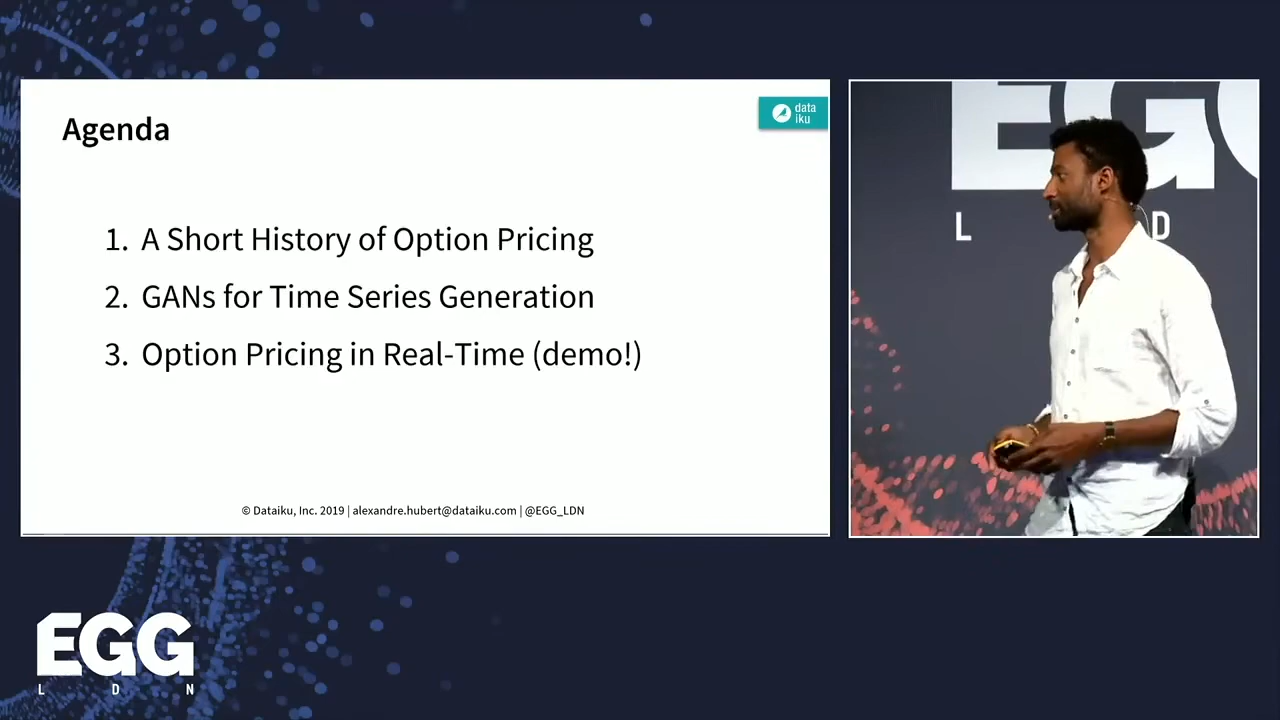 Agenda
data
iku
1. A Short History of Option Pricing
2. GANs for Time Series Generation
3. Option Pricing in Real-Time (demo!)
© Dataiku, Inc. 2019 | alexandre.hubert@dataiku.com | @EGG_LDN
EGG
L D
EGG
L D N